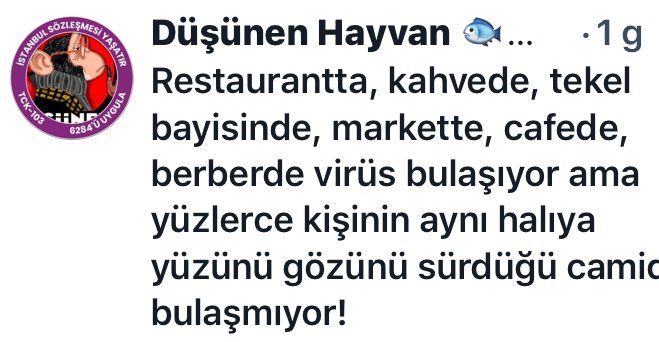 İSTANBUL SÖZLEŞMESİ YAŞATIR
Düşünen Hayvan 🐟... · 1 g
TCK-103
6284'Ü UYGULA
Restaurantta, kahvede, tekel
bayisinde, markette, cafede,
berberde virüs bulaşıyor ama
yüzlerce kişinin aynı halıya
yüzünü gözünü sürdüğü camid
bulaşmıyor!